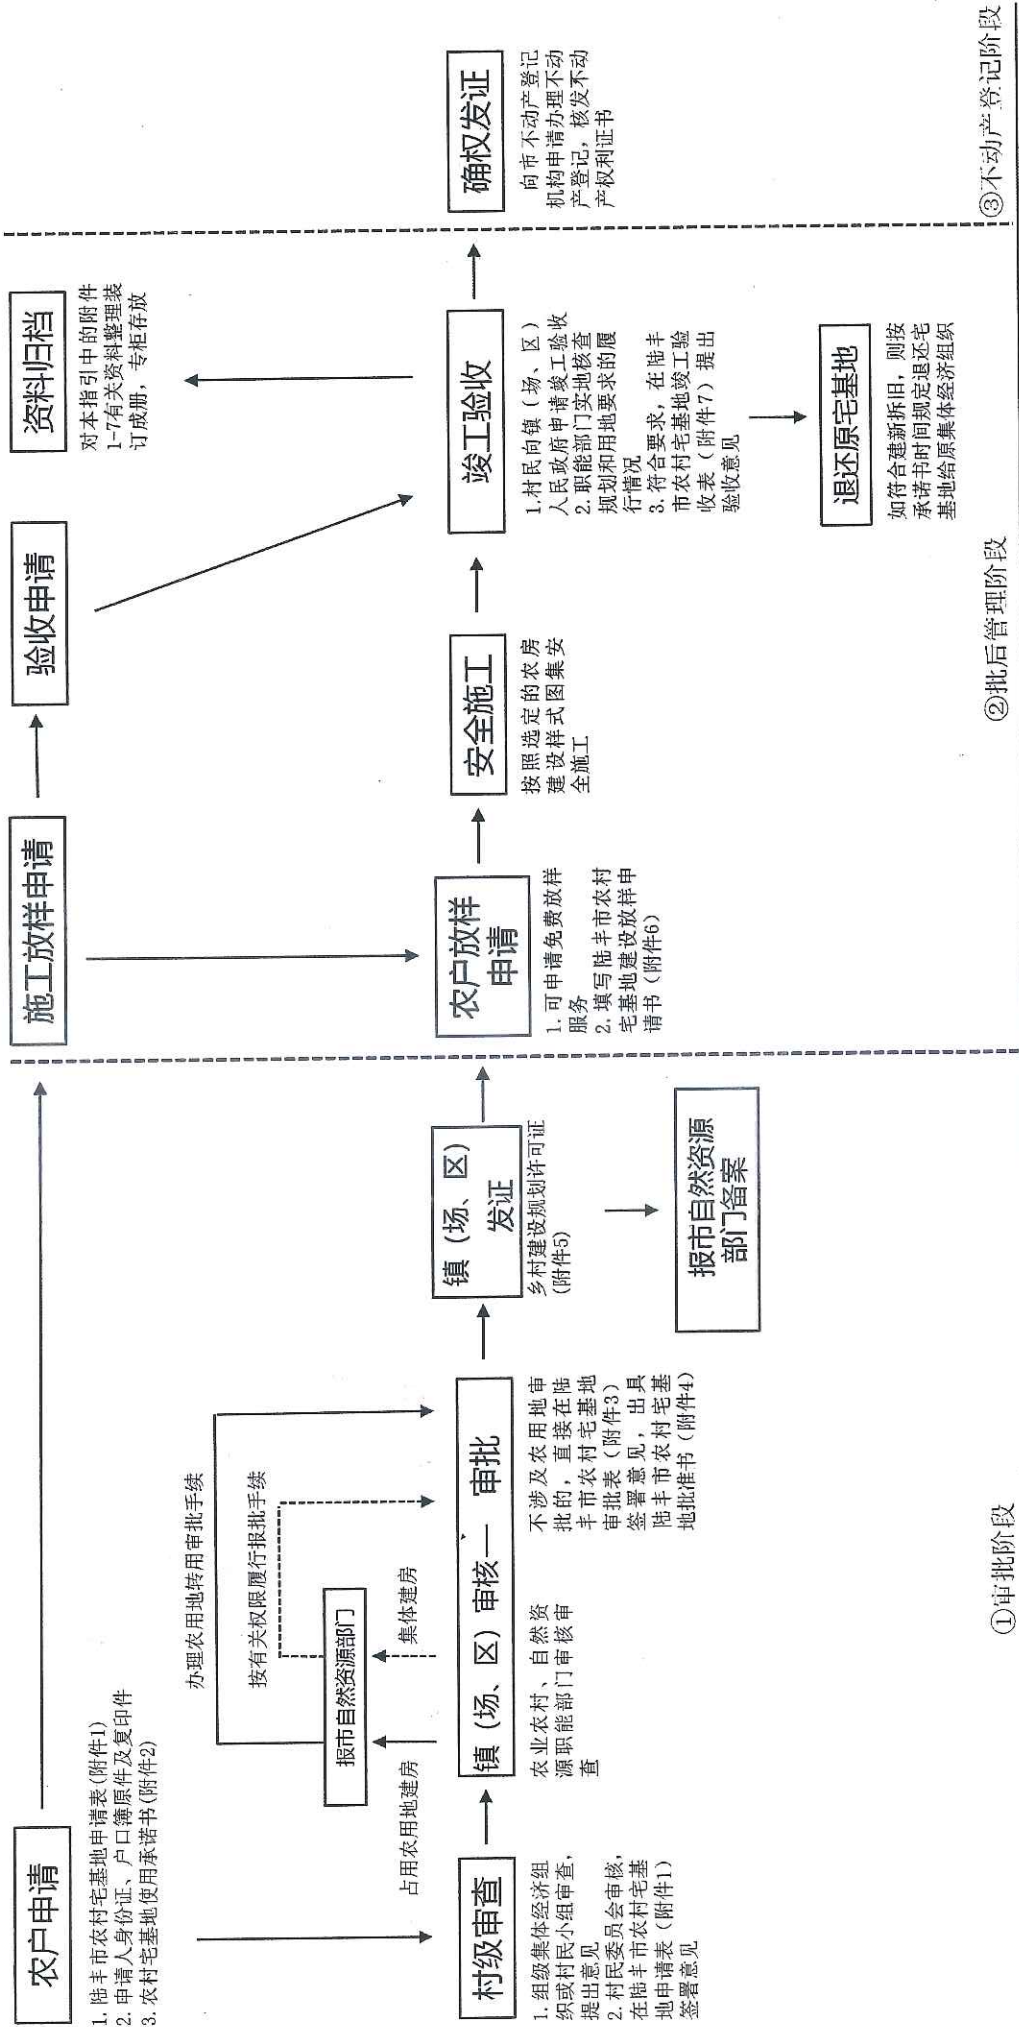 农户申请
1. 陆丰市农村宅基地申请表(附件1)
2. 申请人身份证、户口簿原件及复印件
3. 农村宅基地使用承诺书(附件2)
施工放样申请
验收申请
资料归档
对本指引中的附件
1-7有关资料整理装
订成册，专柜存放
办理农用地转用审批手续
按有关权限履行报批手续
报市自然资源部门
占用农用地建房
集体建房
村级审查
1. 组级集体经济组
织或村民小组审查，
提出意见
2. 村民委员会审核，
在陆丰市农村宅基
地申请表（附件1）
签署意见
镇（场、区）审核— 审批
农业农村、自然资
源职能部门审核审
查
不涉及农用地审
批的，直接在陆
丰市农村宅基地
审批表（附件3）
签署意见，出具
陆丰市农村宅基
地批准书（附件4）
镇（场、区）
发证
乡村建设规划许可证
(附件5)
报市自然资源
部门备案
农户放样
申请
1. 可申请免费放样
服务
2. 填写陆丰市农村
宅基地建设放样申
请书（附件6）
安全施工
按照选定的农房
建设样式图集安
全施工
竣工验收
1.村民向镇（场、区）
人民政府申请竣工验收
2. 职能部门实地核查
规划和用地要求的履
行情况
3. 符合要求，在陆丰
市农村宅基地竣工验
收表（附件7）提出
验收意见
退还原宅基地
如符合建新拆旧，则按
承诺书时间规定退还宅
基地给原集体经济组织
确权发证
向市不动产登记
机构申请办理不动
产登记，核发不动
产权利证书
①审批阶段
②批后管理阶段
③不动产登记阶段